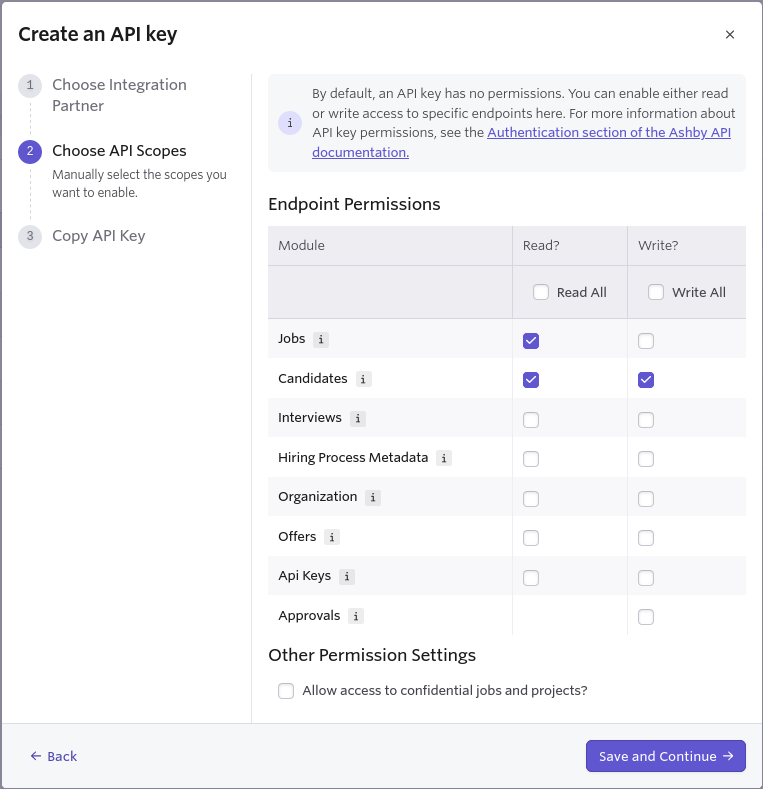 Create an API key
×
1
Choose Integration
Partner
2
Choose API Scopes
Manually select the scopes you
want to enable.
3
Copy API Key
i
By default, an API key has no permissions. You can enable either read
or write access to specific endpoints here. For more information about
API key permissions, see the Authentication section of the Ashby API
documentation.
Endpoint Permissions
Module Read? Write?
Read All Write All
Jobs i
Candidates i
Interviews i
Hiring Process Metadata i
Organization i
Offers i
Api Keys i
Approvals i
Other Permission Settings
Allow access to confidential jobs and projects?
← Back
Save and Continue →